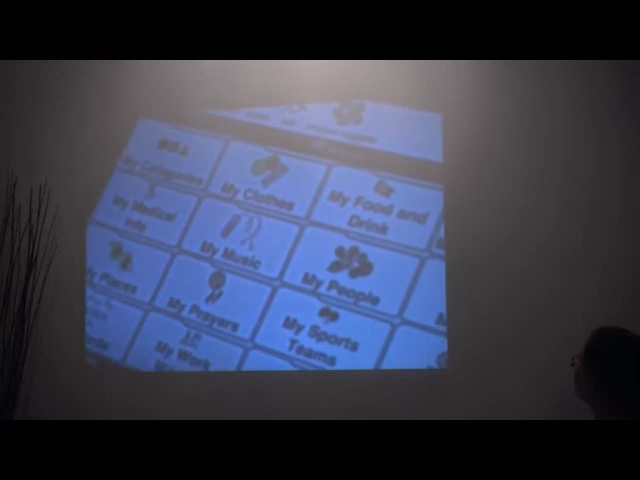 My Categories
My Clothes
My Food and
Drink
My Medical
Info
My Music
My People
My Places
My Prayers
My Sports
Teams
My Work